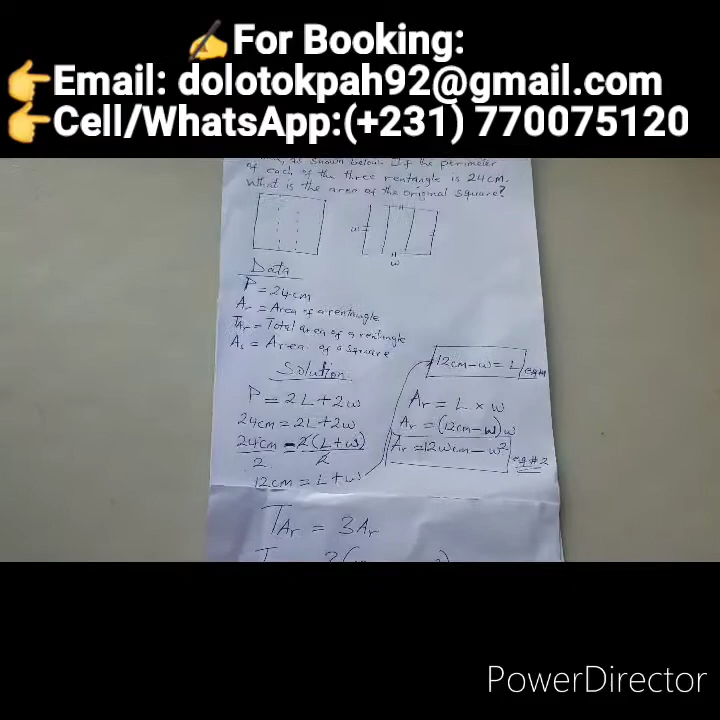 ✍️For Booking:
👉Email: dolotokpah92@gmail.com
👉Cell/WhatsApp:(+231) 770075120
as shown below. If the perimeter
of each of the three rentangle is 24cm.
What is the area of the original square?
w
w
Data
P = 24cm
Ar = Area of a rentangle
TAr = Total area of 3 rentangle
As = Area of a square
Solution:
P = 2L + 2w
24cm = 2L + 2w
24cm = 2(L + w)
2 2
12cm = L + w
12cm - w = L
Ar = L x w
Ar = (12cm - w) w
Ar = 12wcm - w²
eq#2
TAr = 3Ar
PowerDirector